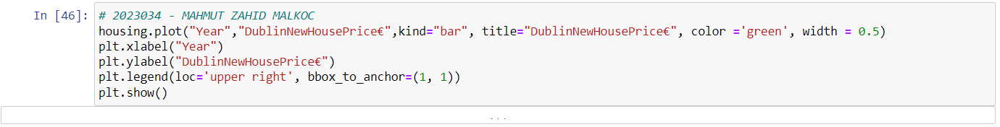 In [46]: # 2023034 - MAHMUT ZAHID MALKOC
housing.plot("Year","DublinNewHousePrice€",kind="bar", title="DublinNewHousePrice€", color ='green', width = 0.5)
plt.xlabel("Year")
plt.ylabel("DublinNewHousePrice€")
plt.legend(loc='upper right', bbox_to_anchor=(1, 1))
plt.show()
...